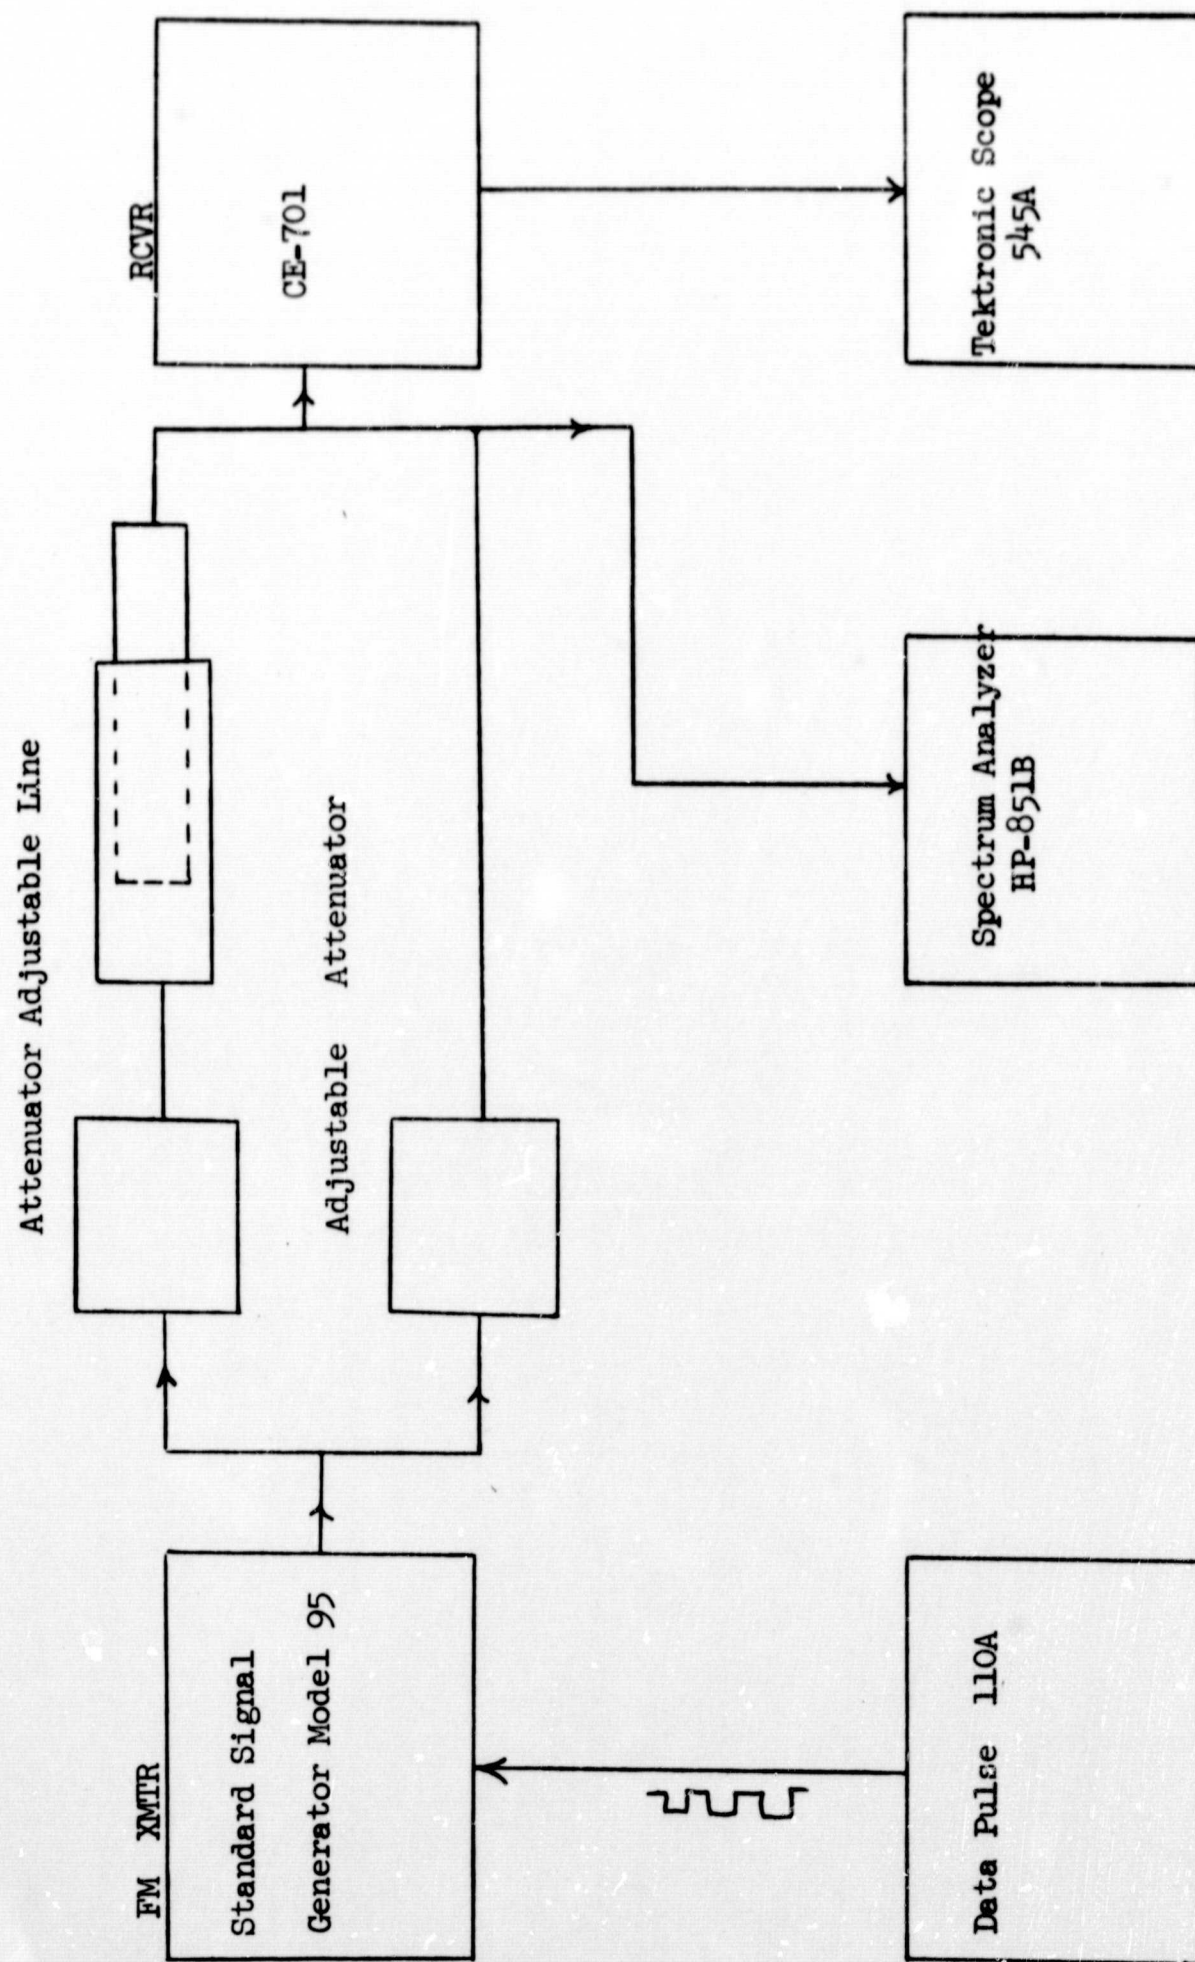 Attenuator Adjustable Line
FM XMTR
Standard Signal
Generator Model 95
Adjustable Attenuator
RCVR
CE-701
Data Pulse 110A
Spectrum Analyzer
HP-851B
Tektronic Scope
545A